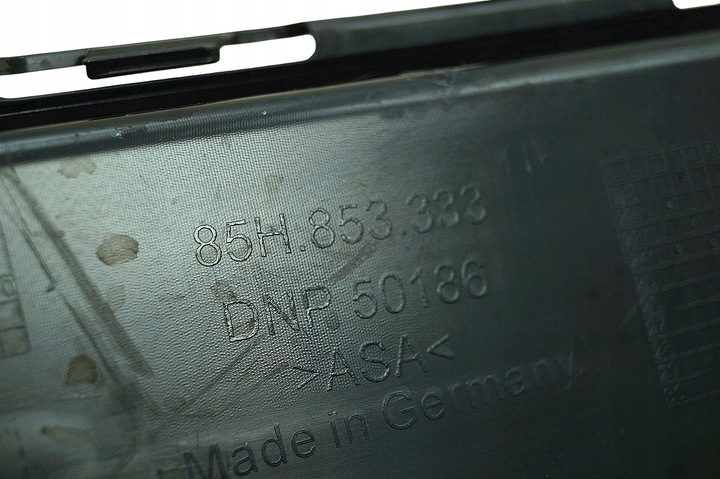 85H.853.333
DNP 50186
>ASA<
Made in Germany.